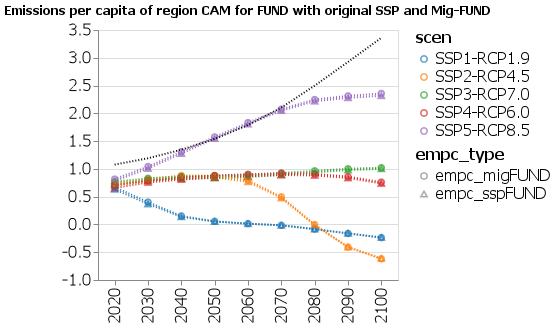 Emissions per capita of region CAM for FUND with original SSP and Mig-FUND
3.5
3.0
2.5
2.0
1.5
1.0
0.5
0.0
-0.5
-1.0
2020
2030
2040
2050
2060
2070
2080
2090
2100
scen
SSP1-RCP1.9
SSP2-RCP4.5
SSP3-RCP7.0
SSP4-RCP6.0
SSP5-RCP8.5
empc_type
empc_migFUND
empc_sspFUND